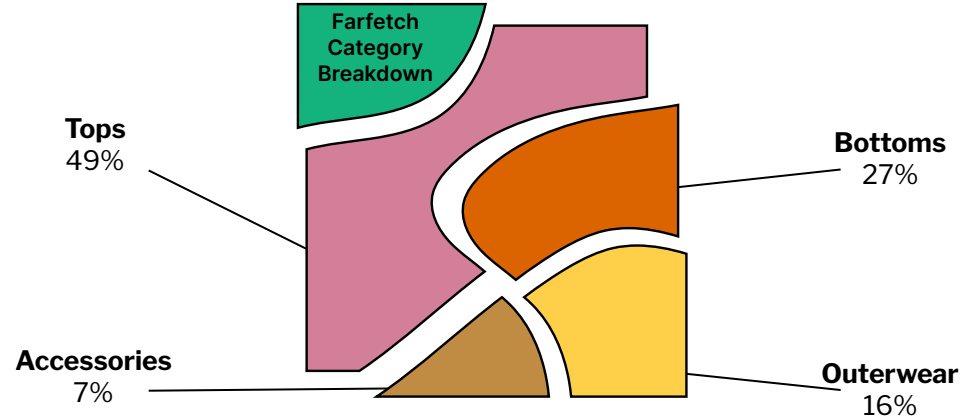 Farfetch
Category
Breakdown
Tops
49%
Bottoms
27%
Accessories
7%
Outerwear
16%